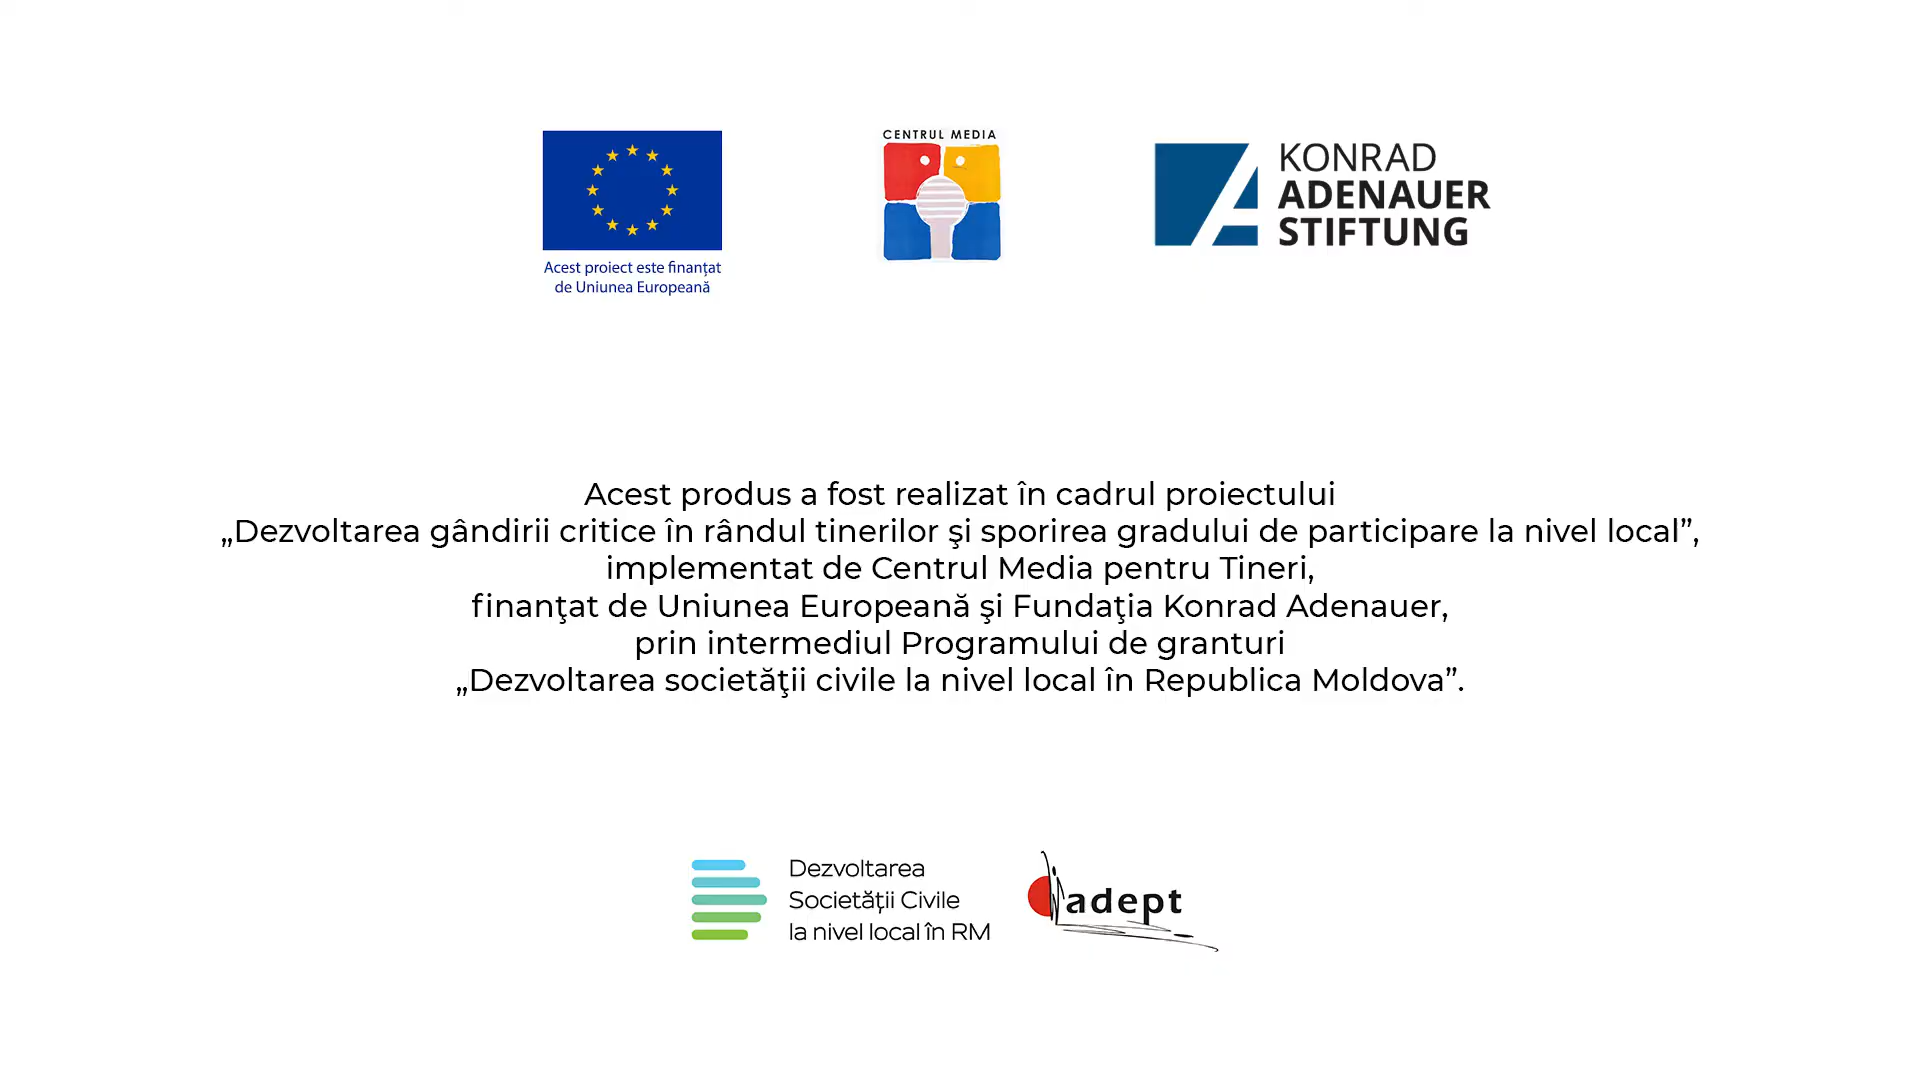 Acest proiect este finanțat
de Uniunea Europeană
CENTRUL MEDIA
KONRAD
ADENAUER
STIFTUNG
Acest produs a fost realizat în cadrul proiectului
„Dezvoltarea gândirii critice în rândul tinerilor şi sporirea gradului de participare la nivel local”,
implementat de Centrul Media pentru Tineri,
finanţat de Uniunea Europeană şi Fundaţia Konrad Adenauer,
prin intermediul Programului de granturi
„Dezvoltarea societăţii civile la nivel local în Republica Moldova”.
Dezvoltarea
Societății Civile
la nivel local în RM
adept